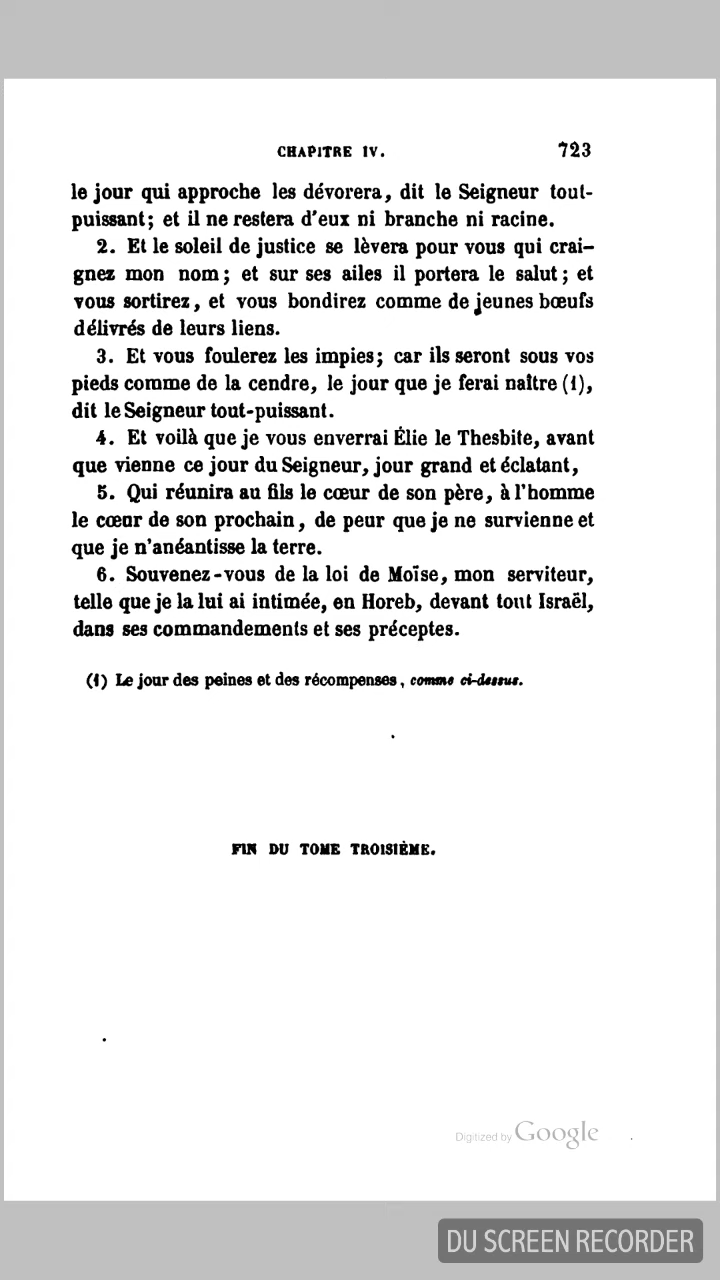 CHAPITRE IV. 723
le jour qui approche les dévorera, dit le Seigneur tout-
puissant; et il ne restera d'eux ni branche ni racine.
2. Et le soleil de justice se lèvera pour vous qui crai-
gnez mon nom; et sur ses ailes il portera le salut; et
vous sortirez, et vous bondirez comme de jeunes bœufs
délivrés de leurs liens.
3. Et vous foulerez les impies; car ils seront sous vos
pieds comme de la cendre, le jour que je ferai naître (1),
dit le Seigneur tout-puissant.
4. Et voilà que je vous enverrai Élie le Thesbite, avant
que vienne ce jour du Seigneur, jour grand et éclatant,
5. Qui réunira au fils le cœur de son père, à l'homme
le cœur de son prochain, de peur que je ne survienne et
que je n'anéantisse la terre.
6. Souvenez-vous de la loi de Moïse, mon serviteur,
telle que je la lui ai intimée, en Horeb, devant tout Israël,
dans ses commandements et ses préceptes.
(1) Le jour des peines et des récompenses, comme ci-dessus.
FIN DU TOME TROISIÈME.
Digitized by Google
DU SCREEN RECORDER